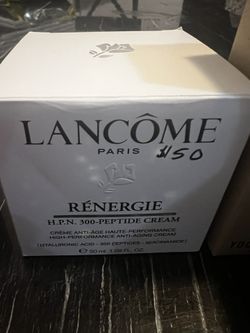 LANCÔME
PARIS $150
RÉNERGIE
H.P.N. 300-PEPTIDE CREAM
CRÈME ANTI-ÂGE HAUTE-PERFORMANCE
HIGH-PERFORMANCE ANTI-AGING CREAM
[HYALURONIC ACID - 300 PEPTIDES - NIACINAMIDE]
50 ml 1.69 FL. OZ.